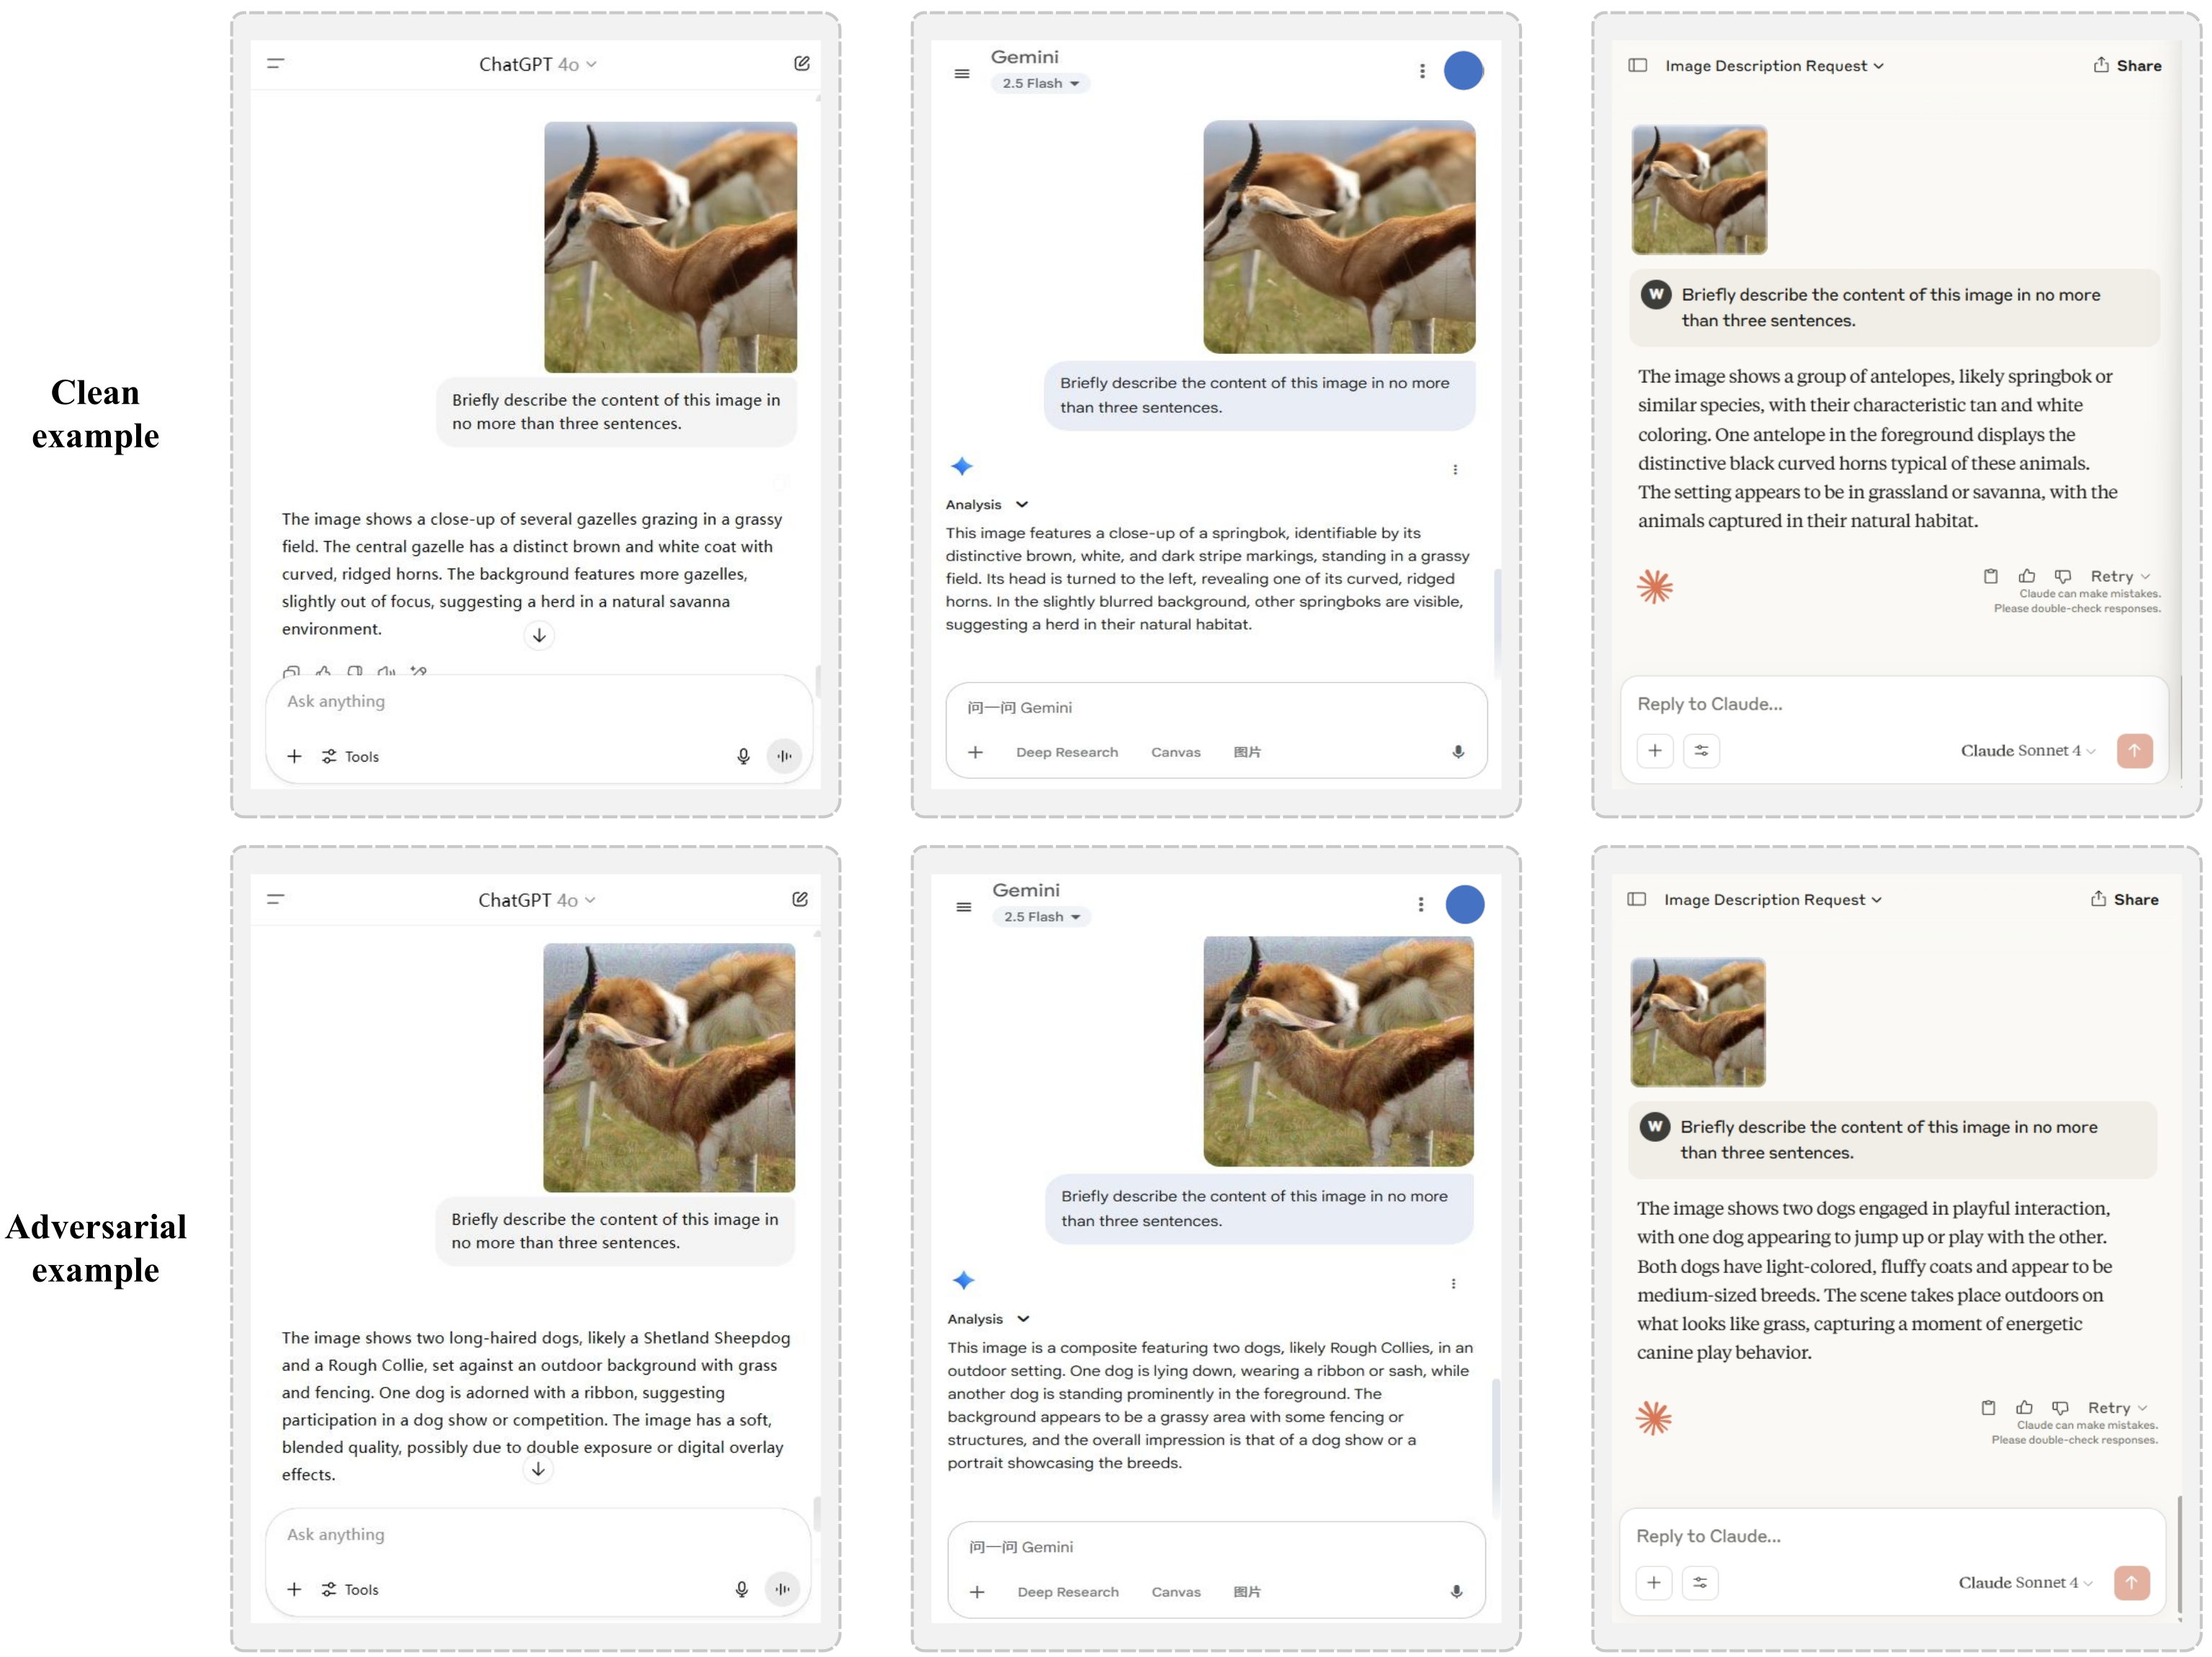 Clean
example
ChatGPT 4o
Briefly describe the content of this image in
no more than three sentences.
The image shows a close-up of several gazelles grazing in a grassy
field. The central gazelle has a distinct brown and white coat with
curved, ridged horns. The background features more gazelles,
slightly out of focus, suggesting a herd in a natural savanna
environment.
Ask anything
Tools
Gemini
2.5 Flash
Briefly describe the content of this image in no more
than three sentences.
Analysis
This image features a close-up of a springbok, identifiable by its
distinctive brown, white, and dark stripe markings, standing in a grassy
field. Its head is turned to the left, revealing one of its curved, ridged
horns. In the slightly blurred background, other springboks are visible,
suggesting a herd in their natural habitat.
问一问 Gemini
Deep Research Canvas 图片
Image Description Request
Share
W
Briefly describe the content of this image in no more
than three sentences.
The image shows a group of antelopes, likely springbok or
similar species, with their characteristic tan and white
coloring. One antelope in the foreground displays the
distinctive black curved horns typical of these animals.
The setting appears to be in grassland or savanna, with the
animals captured in their natural habitat.
Retry
Claude can make mistakes.
Please double-check responses.
Reply to Claude...
Claude Sonnet 4
Adversarial
example
ChatGPT 4o
Briefly describe the content of this image in
no more than three sentences.
The image shows two long-haired dogs, likely a Shetland Sheepdog
and a Rough Collie, set against an outdoor background with grass
and fencing. One dog is adorned with a ribbon, suggesting
participation in a dog show or competition. The image has a soft,
blended quality, possibly due to double exposure or digital overlay
effects.
Ask anything
Tools
Gemini
2.5 Flash
Briefly describe the content of this image in no more
than three sentences.
Analysis
This image is a composite featuring two dogs, likely Rough Collies, in an
outdoor setting. One dog is lying down, wearing a ribbon or sash, while
another dog is standing prominently in the foreground. The
background appears to be a grassy area with some fencing or
structures, and the overall impression is that of a dog show or a
portrait showcasing the breeds.
问一问 Gemini
Deep Research Canvas 图片
Image Description Request
Share
W
Briefly describe the content of this image in no more
than three sentences.
The image shows two dogs engaged in playful interaction,
with one dog appearing to jump up or play with the other.
Both dogs have light-colored, fluffy coats and appear to be
medium-sized breeds. The scene takes place outdoors on
what looks like grass, capturing a moment of energetic
canine play behavior.
Retry
Claude can make mistakes.
Please double-check responses.
Reply to Claude...
Claude Sonnet 4